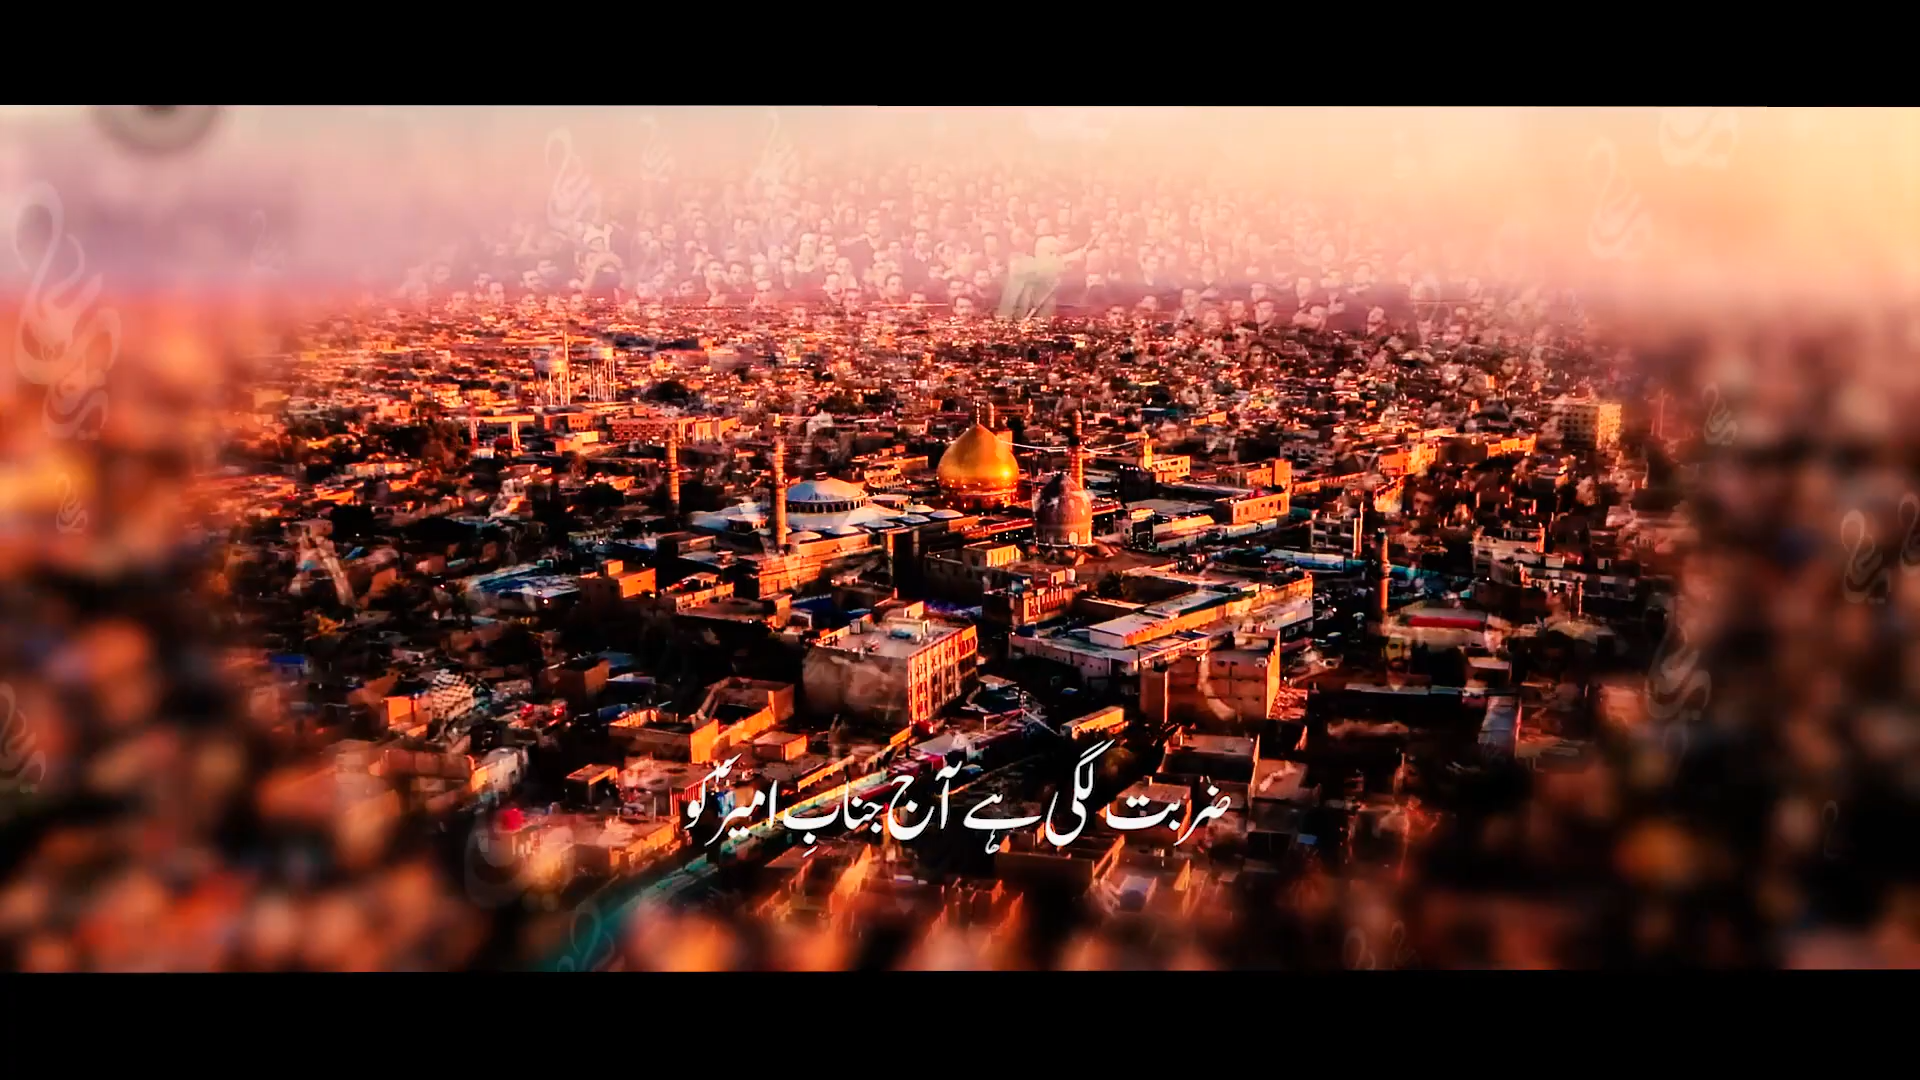 ضربت لگی ہے آج جنابِ امیرؑ کو